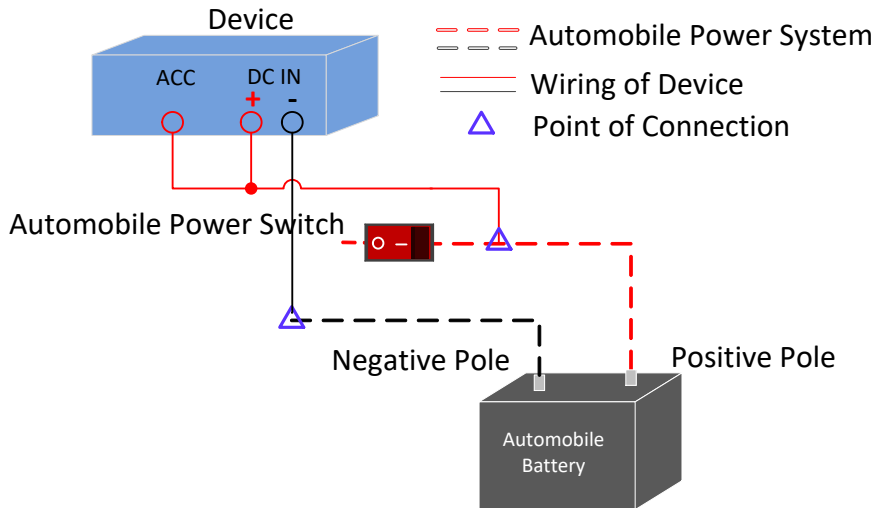 Device
ACC
DC IN
+
-
Automobile Power System
Wiring of Device
Point of Connection
Automobile Power Switch
Negative Pole
Positive Pole
Automobile
Battery